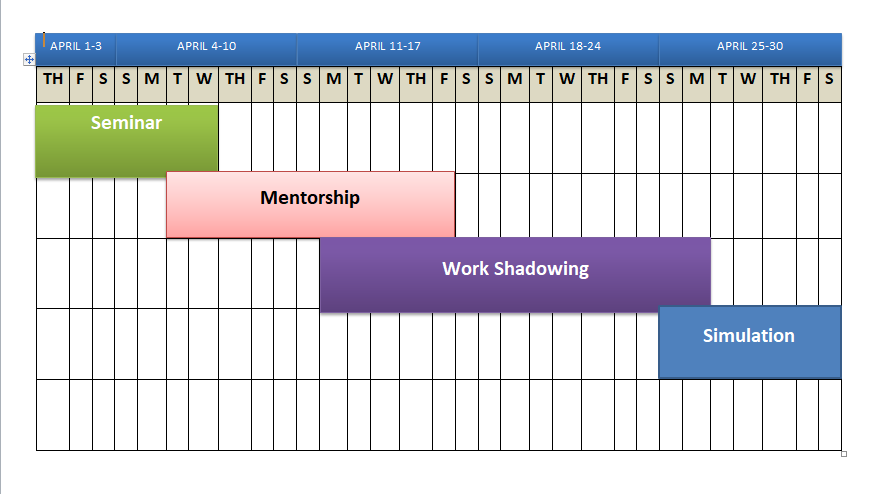 APRIL 1-3 APRIL 4-10 APRIL 11-17 APRIL 18-24 APRIL 25-30
TH F S S M T W TH F S S M T W TH F S S M T W TH F S S M T W TH F S
Seminar
Mentorship
Work Shadowing
Simulation